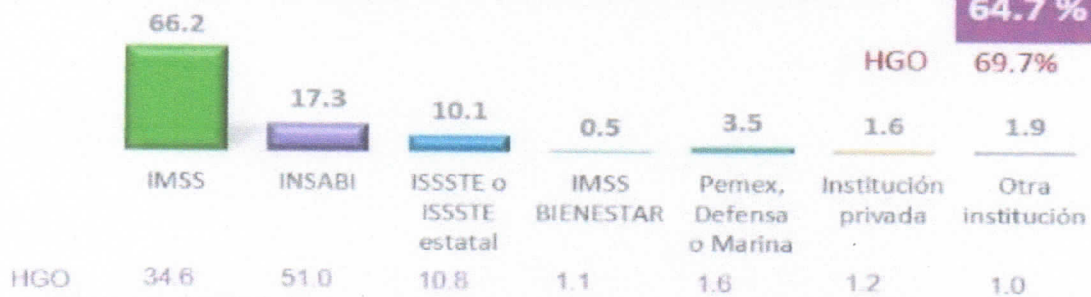 64.7 %
HGO 69.7%
66.2 17.3 10.1 0.5 3.5 1.6 1.9
IMSS INSABI ISSSTE o ISSSTE estatal IMSS BIENESTAR Pemex, Defensa o Marina Institución privada Otra institución
HGO 34.6 51.0 10.8 1.1 1.6 1.2 1.0